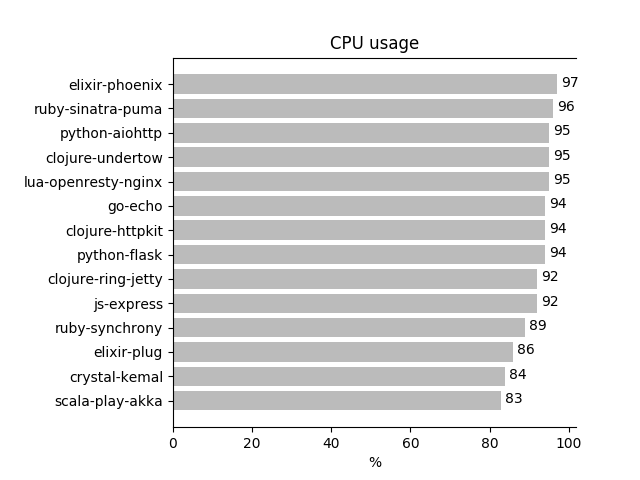 CPU usage
elixir-phoenix 97
ruby-sinatra-puma 96
python-aiohttp 95
clojure-undertow 95
lua-openresty-nginx 95
go-echo 94
clojure-httpkit 94
python-flask 94
clojure-ring-jetty 92
js-express 92
ruby-synchrony 89
elixir-plug 86
crystal-kemal 84
scala-play-akka 83
0 20 40 60 80 100
%